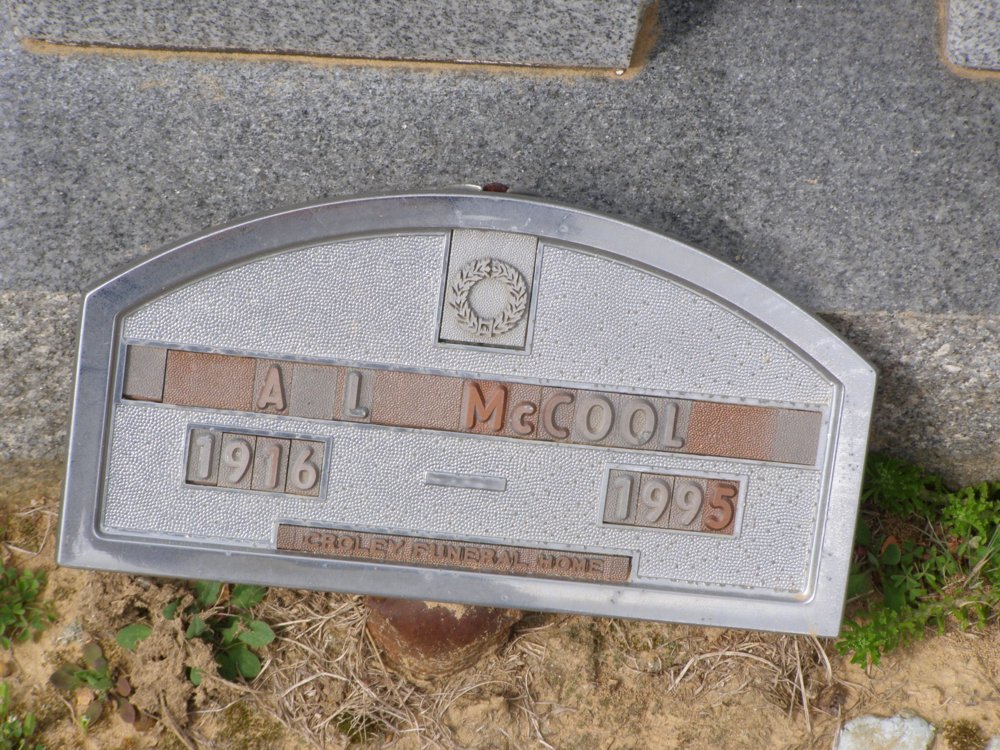 A L McCOOL
1916 — 1995
CROLEY FUNERAL HOME